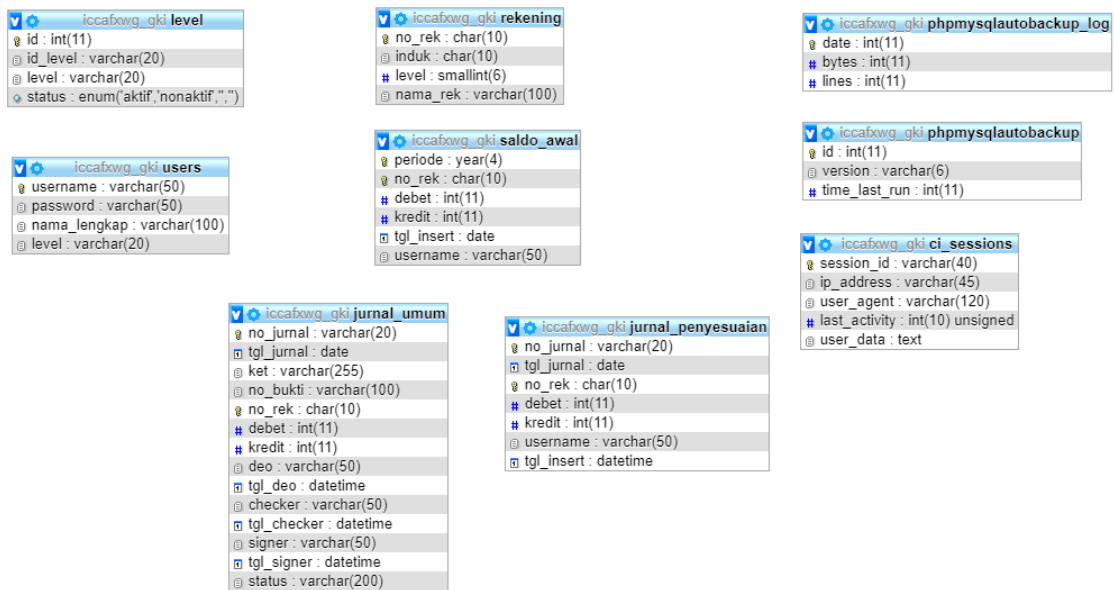 iccafxwg_gki level
id : int(11)
id_level : varchar(20)
level : varchar(20)
status : enum('aktif','nonaktif','','')
iccafxwg_gki rekening
no_rek : char(10)
induk : char(10)
level : smallint(6)
nama_rek : varchar(100)
iccafxwg_gki phpmysqlautobackup_log
date : int(11)
bytes : int(11)
lines : int(11)
iccafxwg_gki users
username : varchar(50)
password : varchar(50)
nama_lengkap : varchar(100)
level : varchar(20)
iccafxwg_gki saldo_awal
periode : year(4)
no_rek : char(10)
debet : int(11)
kredit : int(11)
tgl_insert : date
username : varchar(50)
iccafxwg_gki phpmysqlautobackup
id : int(11)
version : varchar(6)
time_last_run : int(11)
iccafxwg_gki ci_sessions
session_id : varchar(40)
ip_address : varchar(45)
user_agent : varchar(120)
last_activity : int(10) unsigned
user_data : text
iccafxwg_gki jurnal_umum
no_jurnal : varchar(20)
tgl_jurnal : date
ket : varchar(255)
no_bukti : varchar(100)
no_rek : char(10)
debet : int(11)
kredit : int(11)
deo : varchar(50)
tgl_deo : datetime
checker : varchar(50)
tgl_checker : datetime
signer : varchar(50)
tgl_signer : datetime
status : varchar(200)
iccafxwg_gki jurnal_penyesuaian
no_jurnal : varchar(20)
tgl_jurnal : date
no_rek : char(10)
debet : int(11)
kredit : int(11)
username : varchar(50)
tgl_insert : datetime